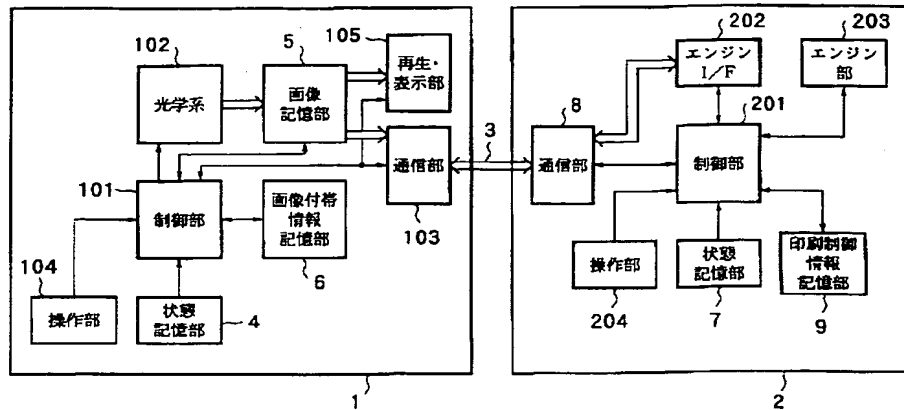 102
5
105
光学系
画像
記憶部
再生・
表示部
101
制御部
画像付帯
情報
記憶部
6
通信部
103
104
操作部
状態
記憶部
4
1
3
202
203
エンジン
I/F
エンジン
部
8
201
通信部
制御部
操作部
204
状態
記憶部
7
印刷制御
情報
記憶部
9
2